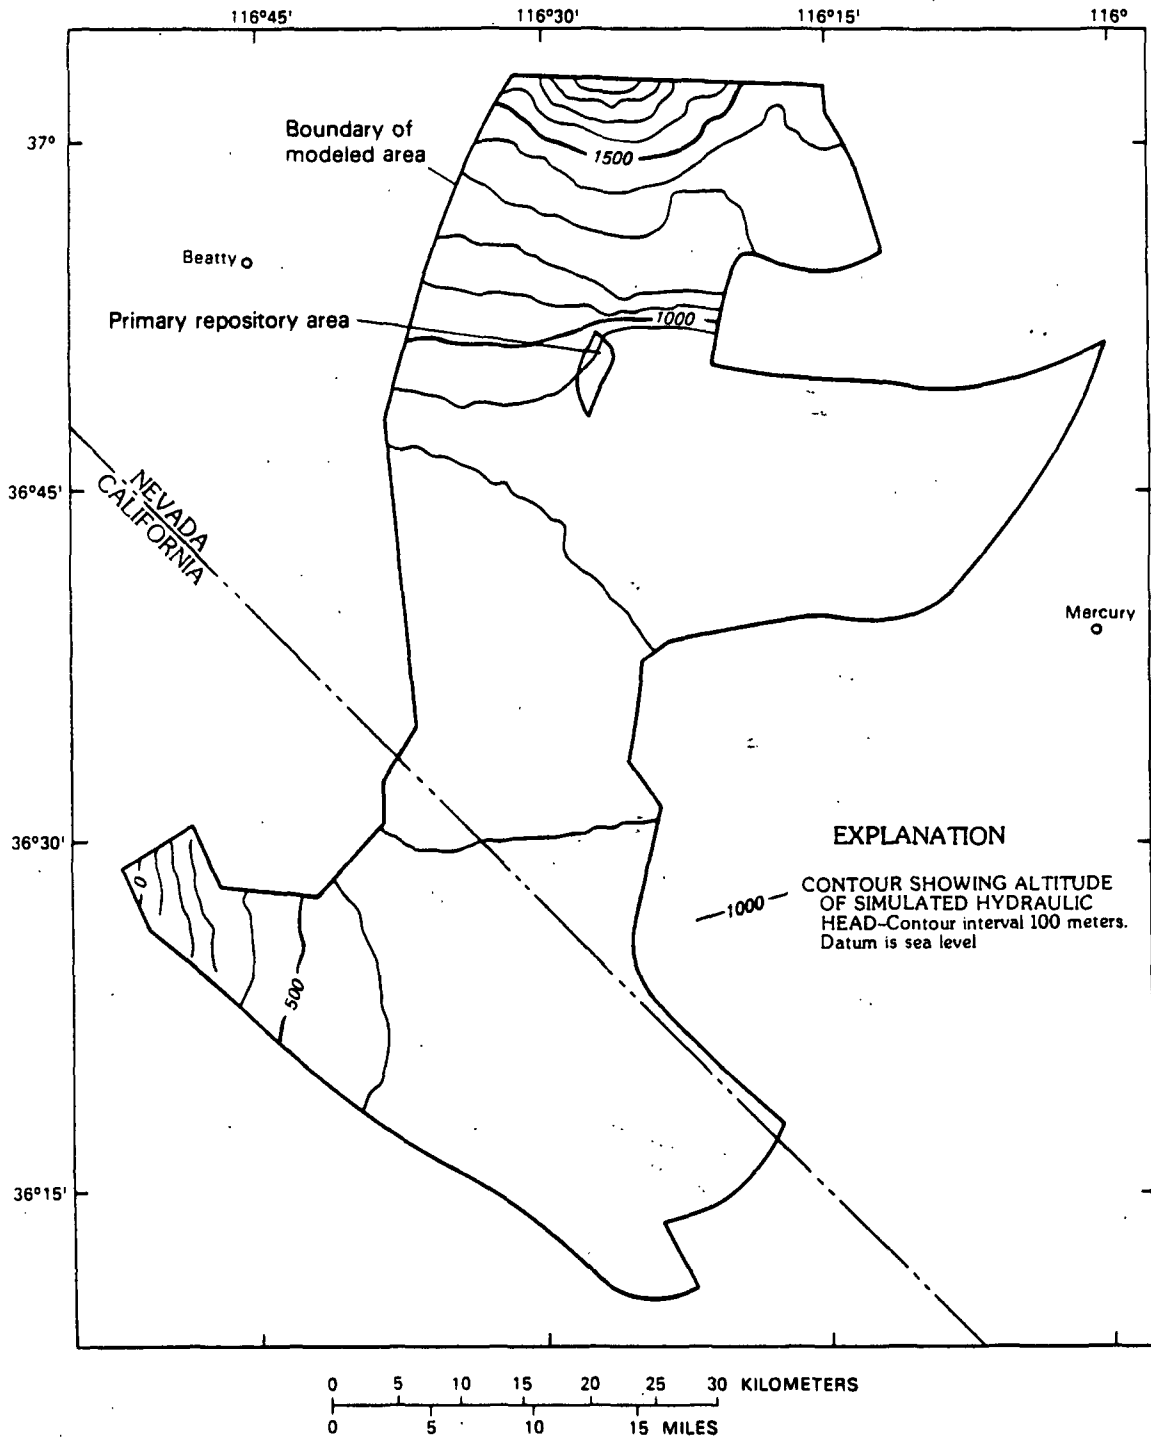 116°45' 116°30' 116°15' 116°
37°
Boundary of
modeled area
1500
Beatty
Primary repository area
1000
36°45'
NEVADA
CALIFORNIA
Mercury
36°30'
0
EXPLANATION
1000
CONTOUR SHOWING ALTITUDE
OF SIMULATED HYDRAULIC
HEAD–Contour interval 100 meters.
Datum is sea level
500
36°15'
0 5 10 15 20 25 30 KILOMETERS
0 5 10 15 MILES